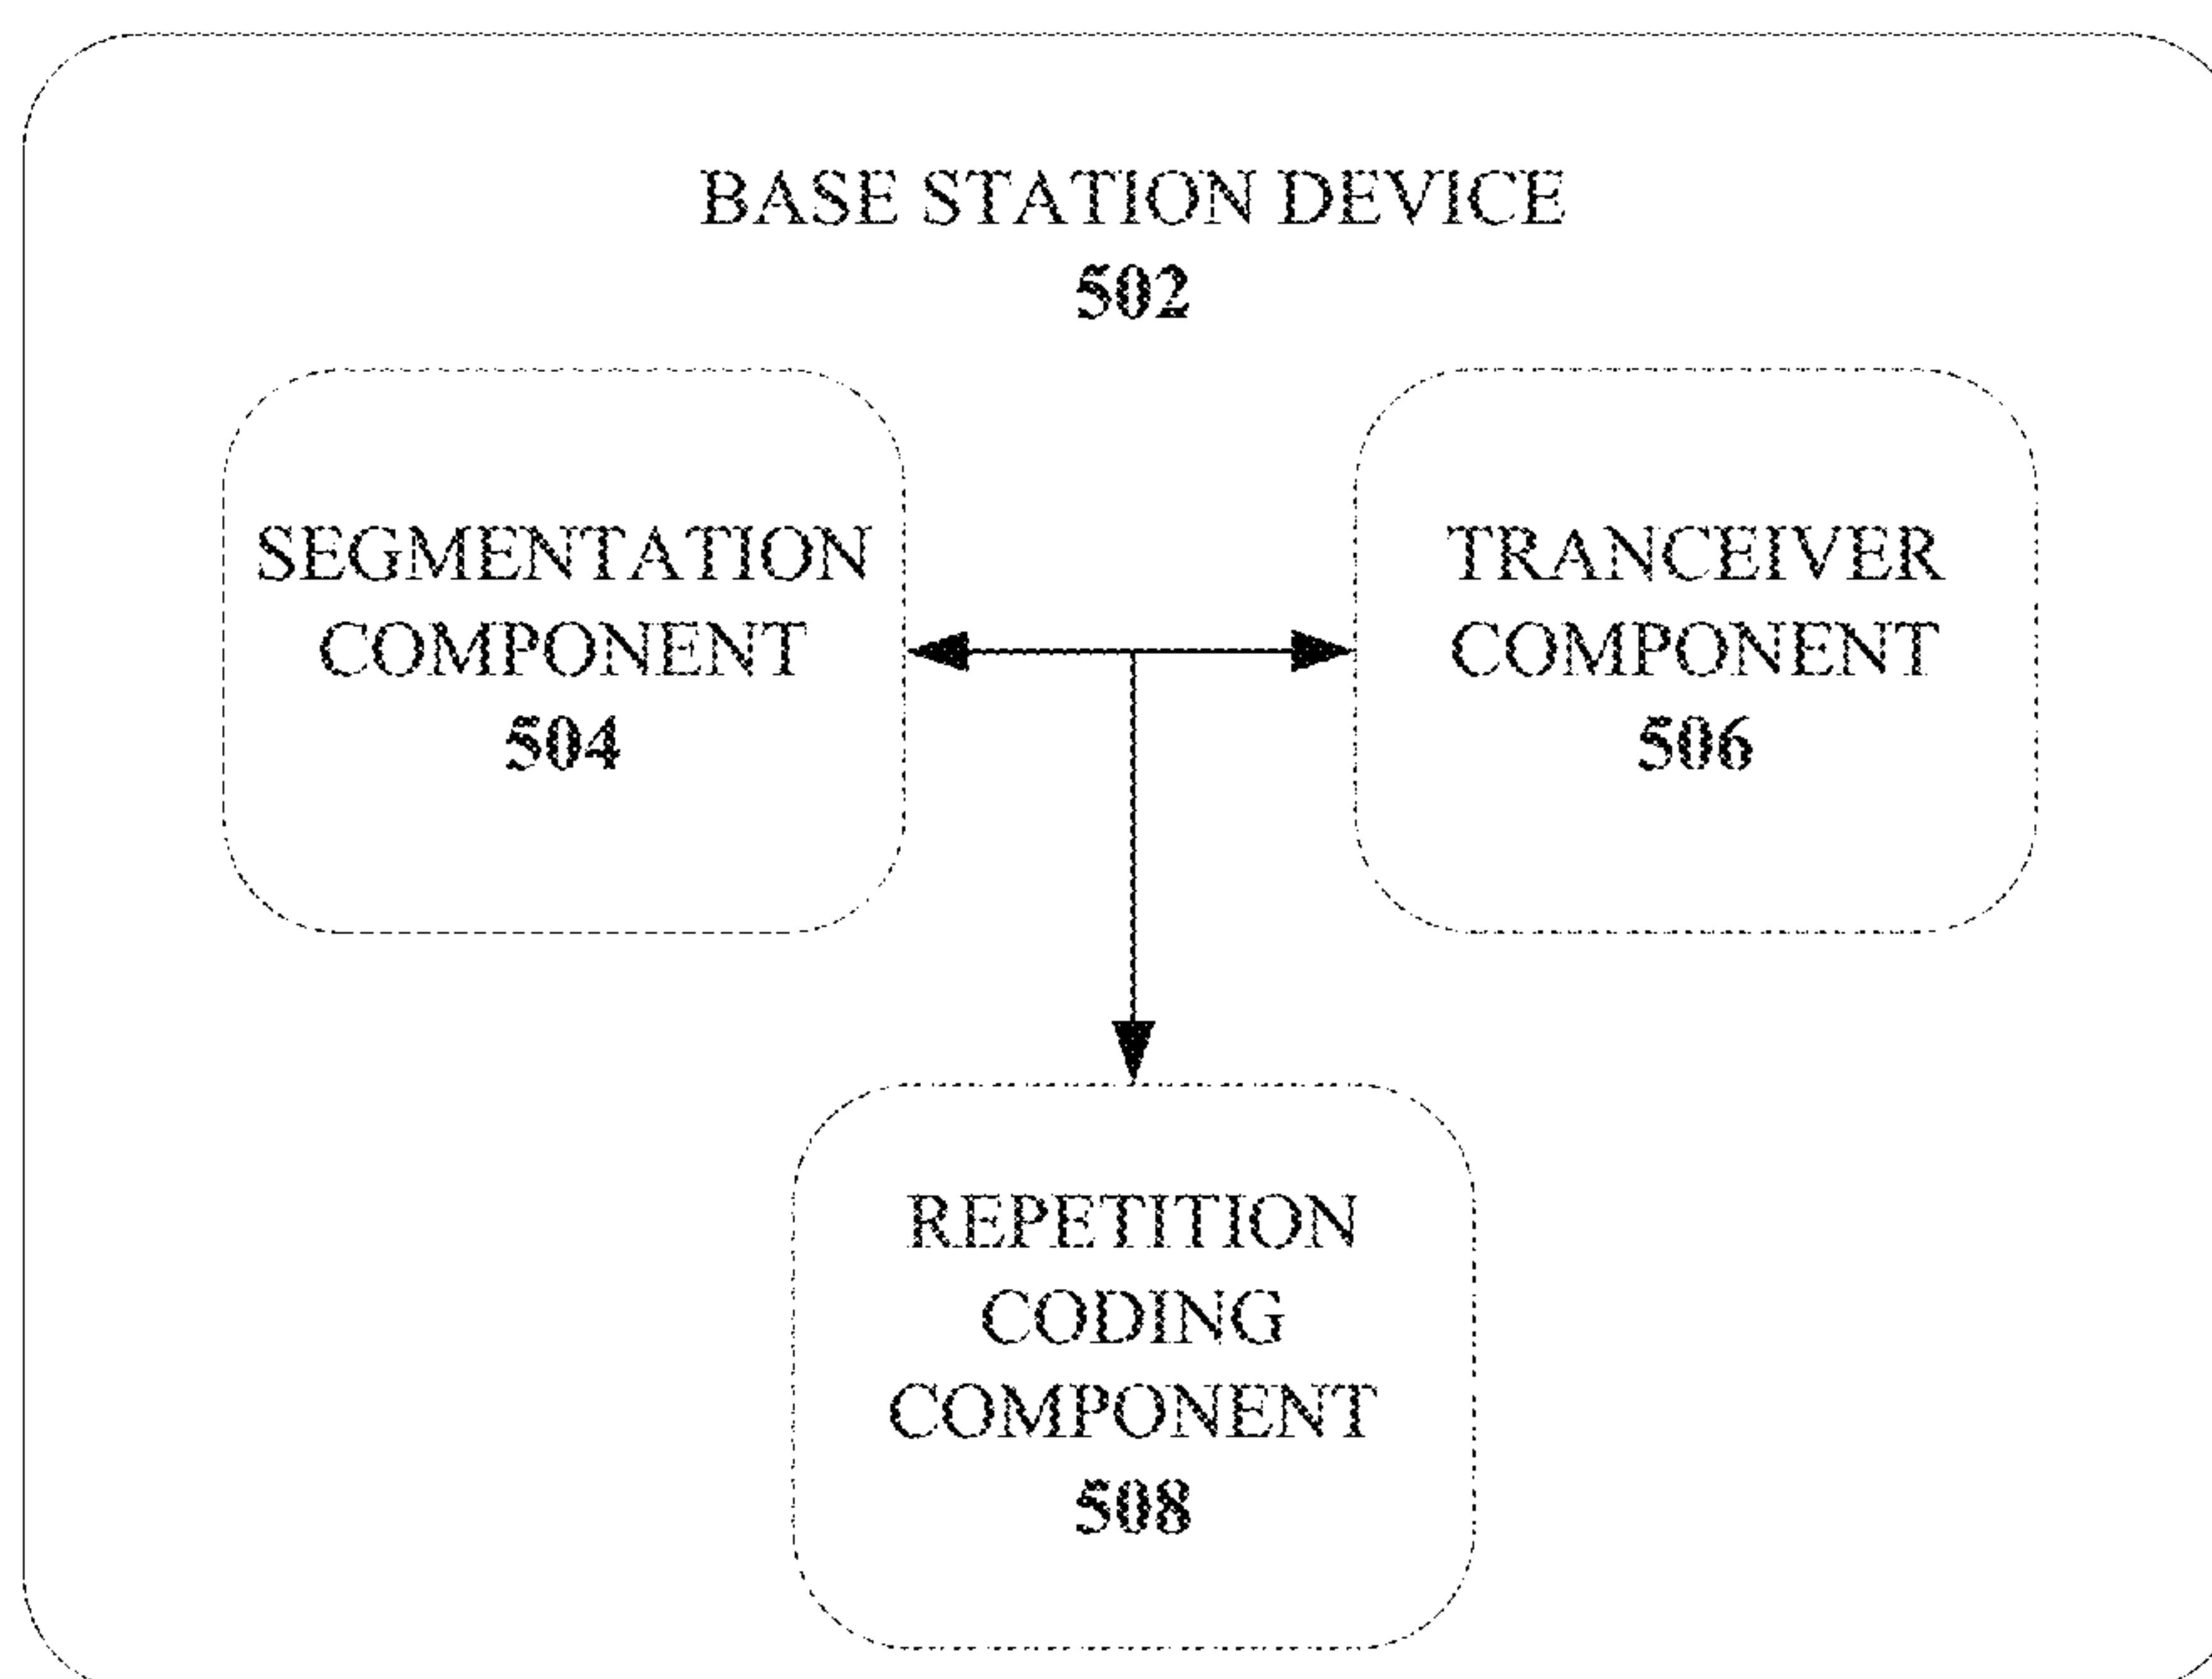 BASE STATION DEVICE
502
SEGMENTATION
COMPONENT
504
TRANCEIVER
COMPONENT
506
REPETITION
CODING
COMPONENT
508